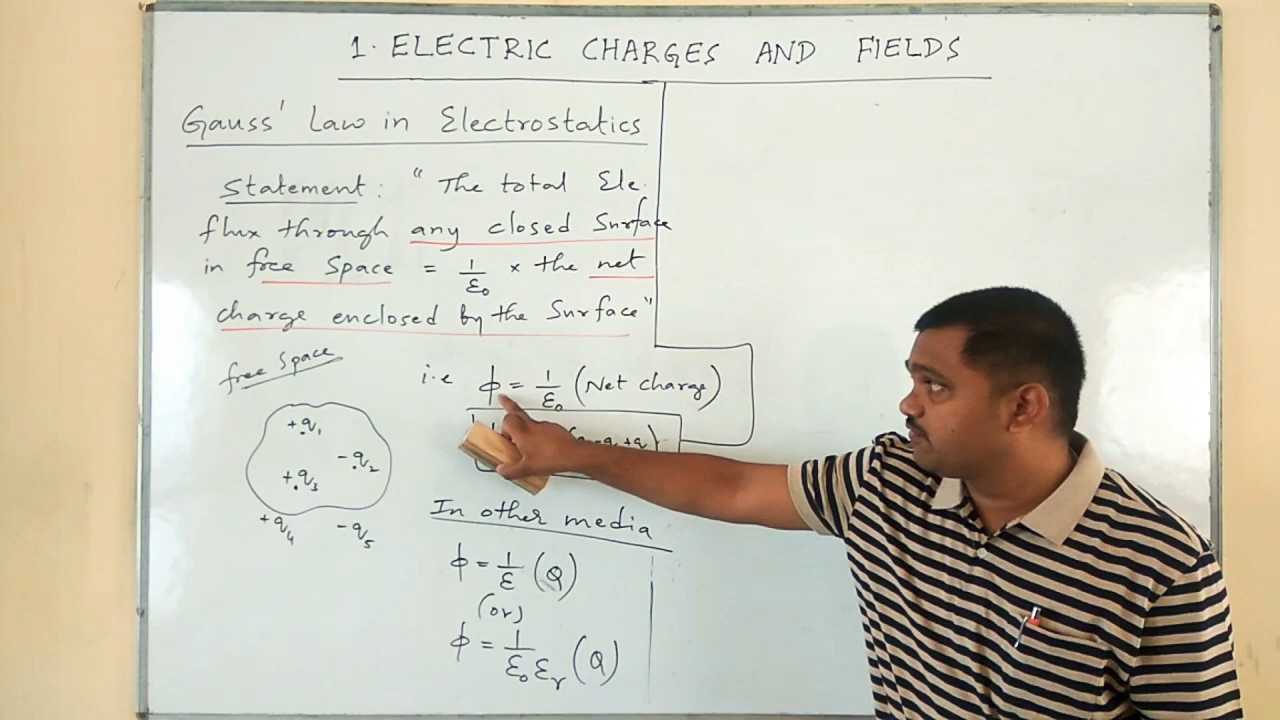 1. ELECTRIC CHARGES AND FIELDS
Gauss' Law in Electrostatics
Statement: "The total Ele.
flux through any closed Surface
in free Space = 1/ε₀ × the net
charge enclosed by the Surface"
free Space
+q₁
-q₂
+q₃
+q₄
-q₅
i.e ϕ = 1/ε₀ (Net charge)
In other media
ϕ = 1/ε (Q)
(or)
ϕ = 1/ε₀εᵣ (Q)